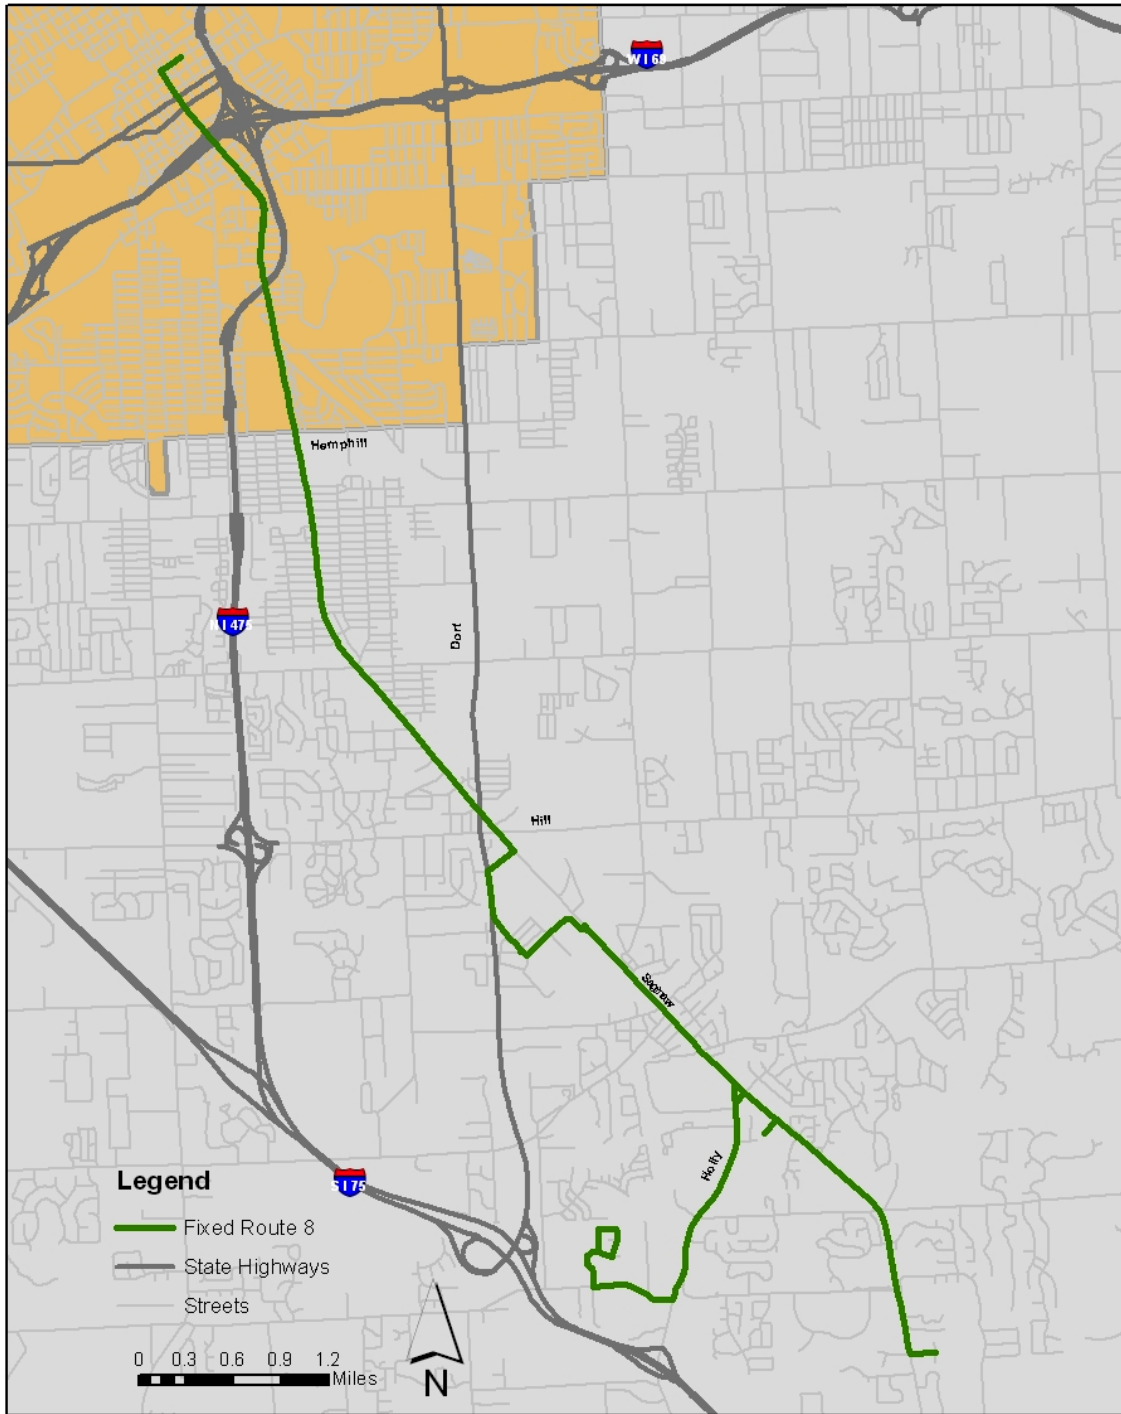 W I 69
Hemphill
N I 475
Dort
Hill
Saginaw
Holly
S I 75
Legend
Fixed Route 8
State Highways
Streets
0 0.3 0.6 0.9 1.2
Miles
N